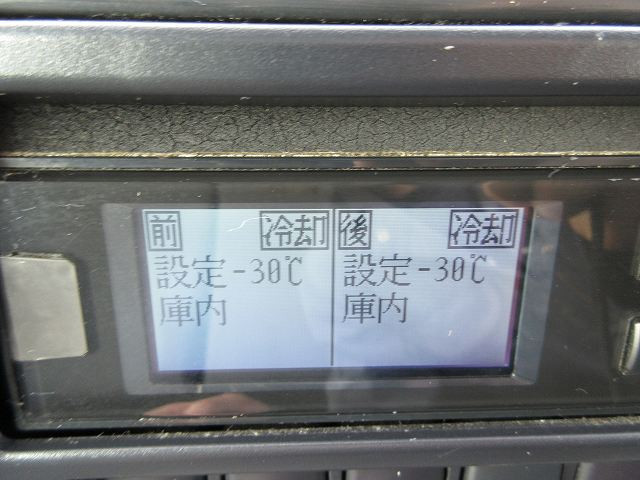 前 冷却 後 冷却
設定 -30℃ 設定 -30℃
庫内 庫内